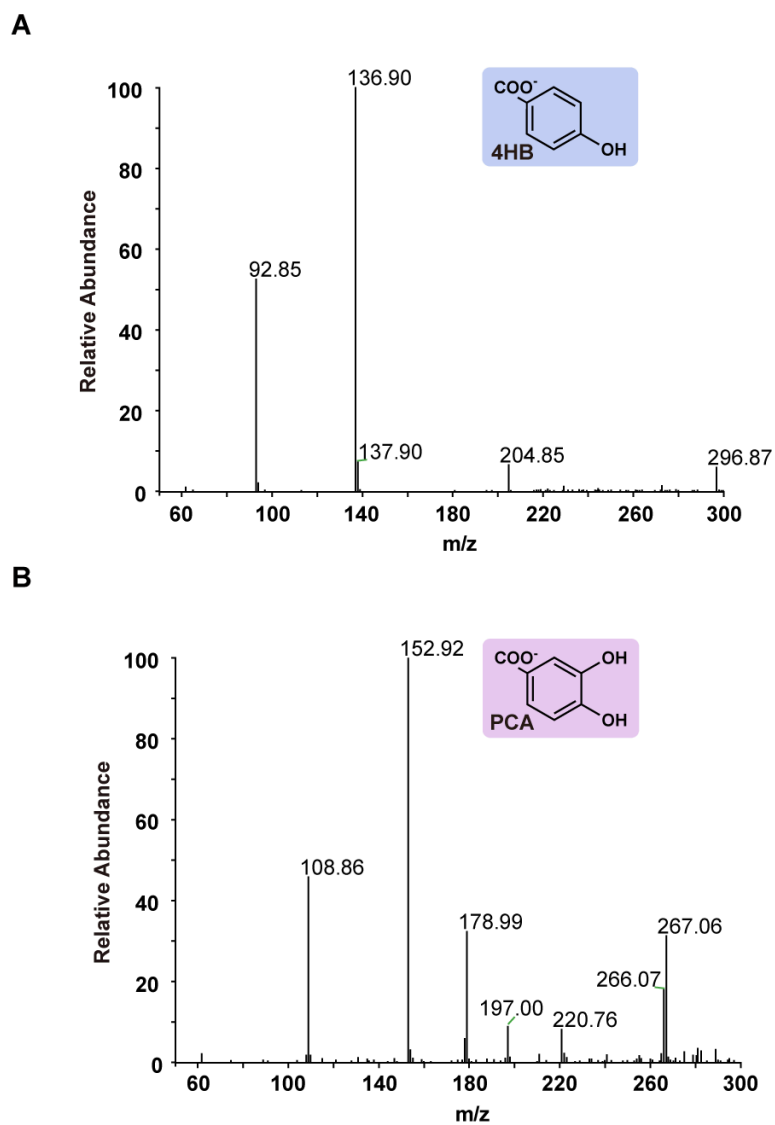 A
Relative Abundance
100
80
60
40
20
0
136.90
92.85
137.90
204.85
296.87
COO-
OH
4HB
60 100 140 180 220 260 300
m/z
B
Relative Abundance
100
80
60
40
20
0
152.92
108.86
178.99
197.00
220.76
266.07
267.06
COO-
OH
OH
PCA
60 100 140 180 220 260 300
m/z